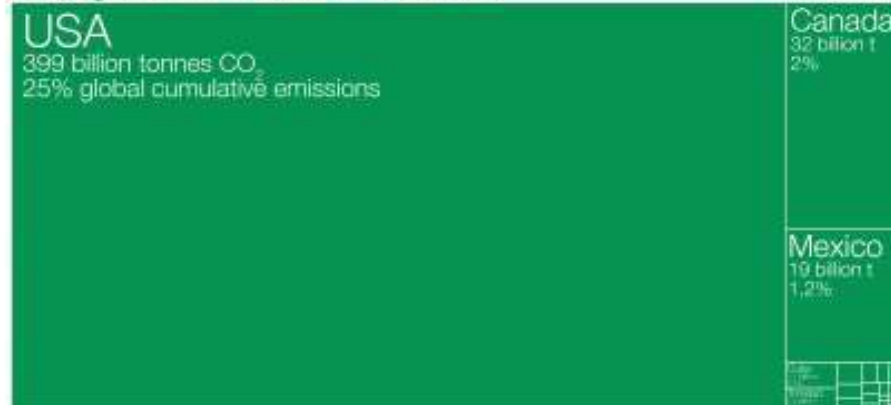 USA
399 billion tonnes CO₂
25% global cumulative emissions
Canada
32 billion t
2%
Mexico
19 billion t
1,2%